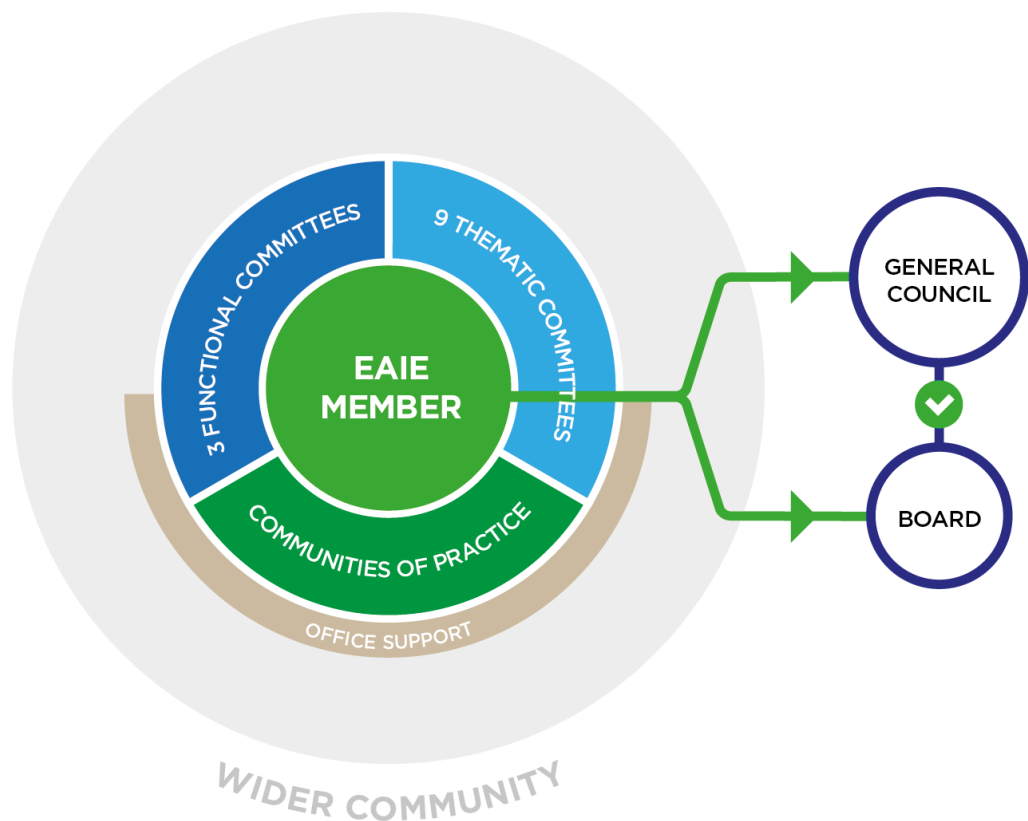 3 FUNCTIONAL COMMITTEES
9 THEMATIC COMMITTEES
EAIE
MEMBER
COMMUNITIES OF PRACTICE
OFFICE SUPPORT
WIDER COMMUNITY
GENERAL
COUNCIL
BOARD